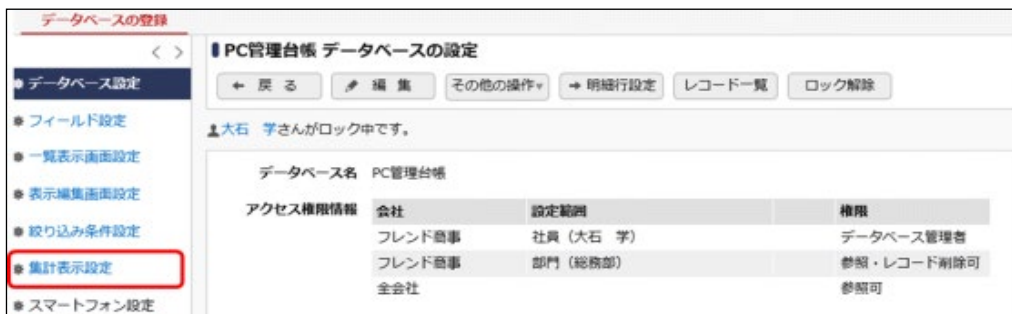 データベースの登録
< >
データベース設定
フィールド設定
一覧表示画面設定
表示編集画面設定
絞り込み条件設定
集計表示設定
スマートフォン設定
PC管理台帳 データベースの設定
← 戻 る 編 集 その他の操作▾ → 明細行設定 レコード一覧 ロック解除
大石 学さんがロック中です。
データベース名 PC管理台帳
アクセス権限情報 会社 設定範囲 権限
フレンド商事 社員（大石 学） データベース管理者
フレンド商事 部門（総務部） 参照・レコード削除可
全会社 参照可